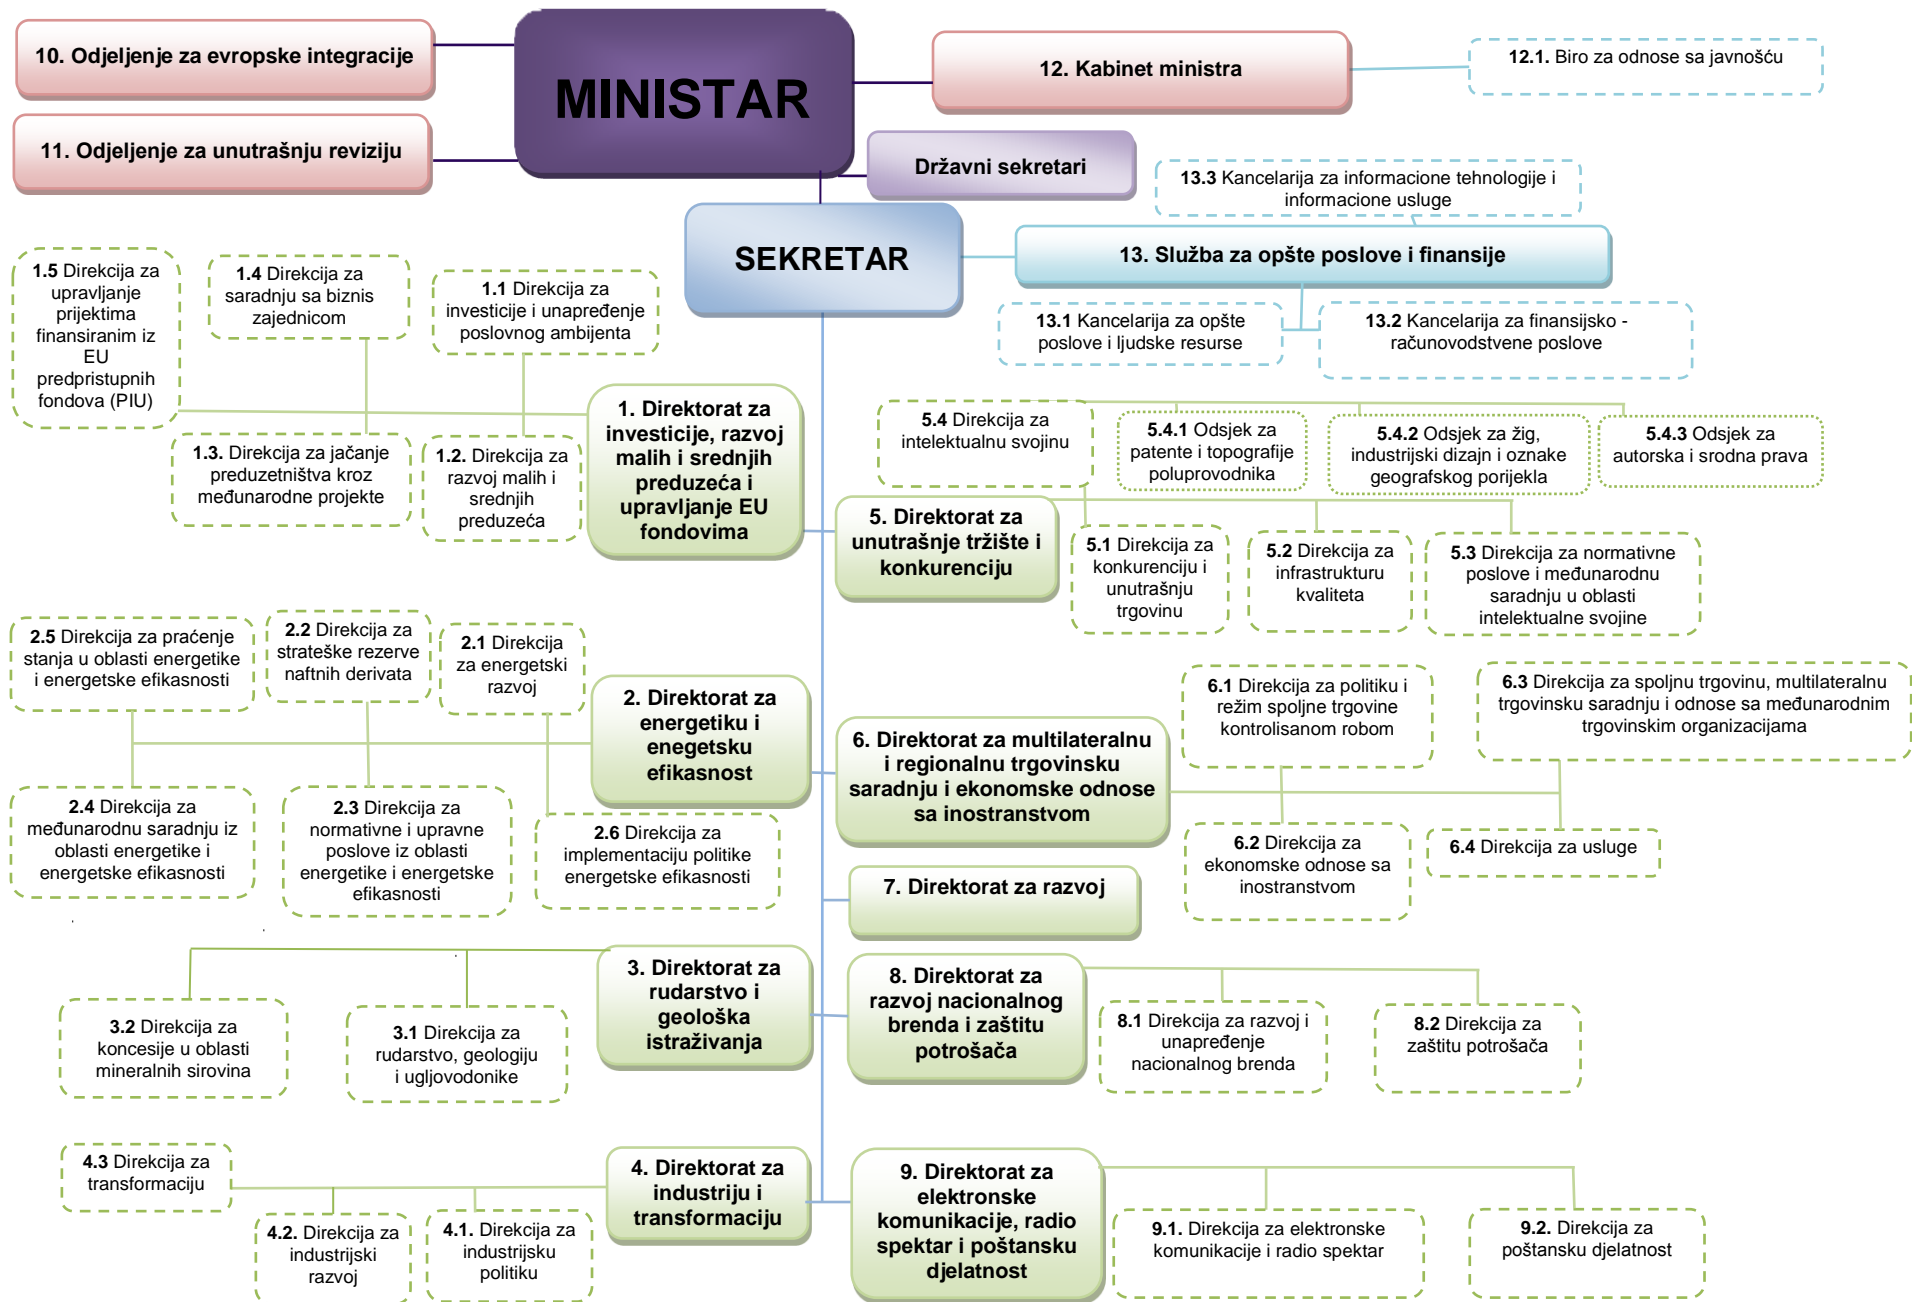 10. Odjeljenje za evropske integracije
MINISTAR
12. Kabinet ministra
12.1. Biro za odnose sa javnošću
11. Odjeljenje za unutrašnju reviziju
Državni sekretari
13.3 Kancelarija za informacione tehnologije i
informacione usluge
SEKRETAR
13. Služba za opšte poslove i finansije
13.1 Kancelarija za opšte
poslove i ljudske resurse
13.2 Kancelarija za finansijsko -
računovodstvene poslove
1.5 Direkcija za
upravljanje
prijektima
finansiranim iz
EU
predpristupnih
fondova (PIU)
1.4 Direkcija za
saradnju sa biznis
zajednicom
1.1 Direkcija za
investicije i unapređenje
poslovnog ambijenta
1.3. Direkcija za jačanje
preduzetništva kroz
međunarodne projekte
1.2. Direkcija za
razvoj malih i
srednjih
preduzeća
1. Direktorat za
investicije, razvoj
malih i srednjih
preduzeća i
upravljanje EU
fondovima
5.4 Direkcija za
intelektualnu svojinu
5.4.1 Odsjek za
patente i topografije
poluprovodnika
5.4.2 Odsjek za žig,
industrijski dizajn i oznake
geografskog porijekla
5.4.3 Odsjek za
autorska i srodna prava
5. Direktorat za
unutrašnje tržište i
konkurenciju
5.1 Direkcija za
konkurenciju i
unutrašnju
trgovinu
5.2 Direkcija za
infrastrukturu
kvaliteta
5.3 Direkcija za normativne
poslove i međunarodnu
saradnju u oblasti
intelektualne svojine
2.5 Direkcija za praćenje
stanja u oblasti energetike
i energetske efikasnosti
2.2 Direkcija za
strateške rezerve
naftnih derivata
2.1 Direkcija
za energetski
razvoj
2. Direktorat za
energetiku i
enegetsku
efikasnost
2.4 Direkcija za
međunarodnu saradnju iz
oblasti energetike i
energetske efikasnosti
2.3 Direkcija za
normativne i upravne
poslove iz oblasti
energetike i energetske
efikasnosti
2.6 Direkcija za
implementaciju politike
energetske efikasnosti
6. Direktorat za multilateralnu
i regionalnu trgovinsku
saradnju i ekonomske odnose
sa inostranstvom
6.1 Direkcija za politiku i
režim spoljne trgovine
kontrolisanom robom
6.3 Direkcija za spoljnu trgovinu, multilateralnu
trgovinsku saradnju i odnose sa međunarodnim
trgovinskim organizacijama
6.2 Direkcija za
ekonomske odnose sa
inostranstvom
6.4 Direkcija za usluge
7. Direktorat za razvoj
3. Direktorat za
rudarstvo i
geološka
istraživanja
3.2 Direkcija za
koncesije u oblasti
mineralnih sirovina
3.1 Direkcija za
rudarstvo, geologiju
i ugljovodonike
8. Direktorat za
razvoj nacionalnog
brenda i zaštitu
potrošača
8.1 Direkcija za razvoj i
unapređenje
nacionalnog brenda
8.2 Direkcija za
zaštitu potrošača
4.3 Direkcija za
transformaciju
4.2. Direkcija za
industrijski
razvoj
4.1. Direkcija za
industrijsku
politiku
4. Direktorat za
industriju i
transformaciju
9. Direktorat za
elektronske
komunikacije, radio
spektar i poštansku
djelatnost
9.1. Direkcija za elektronske
komunikacije i radio spektar
9.2. Direkcija za
poštansku djelatnost